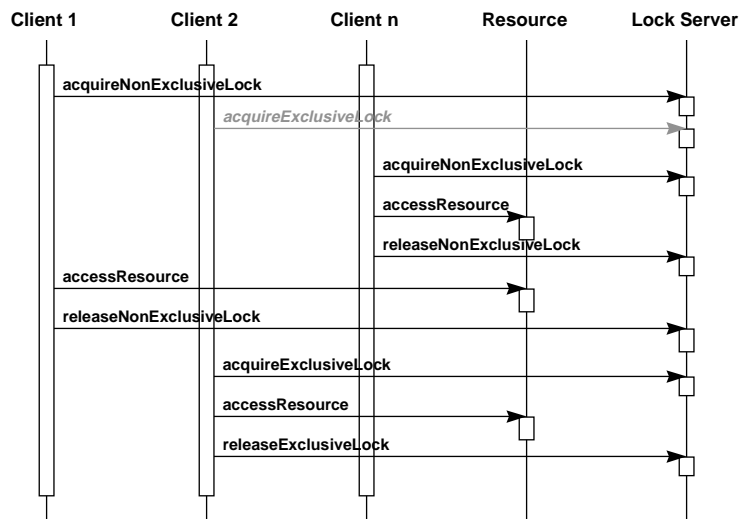 Client 1 Client 2 Client n Resource Lock Server
acquireNonExclusiveLock
acquireExclusiveLock
acquireNonExclusiveLock
accessResource
releaseNonExclusiveLock
accessResource
releaseNonExclusiveLock
acquireExclusiveLock
accessResource
releaseExclusiveLock